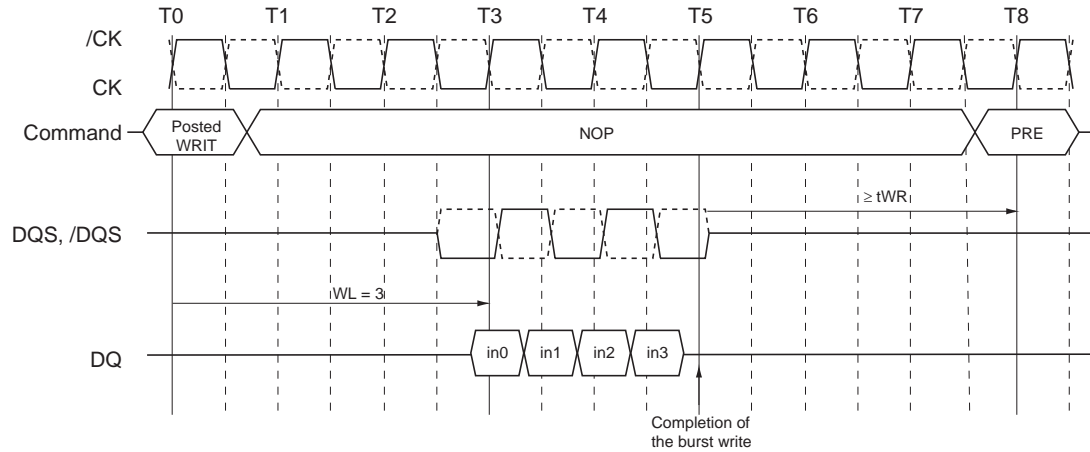 T0 T1 T2 T3 T4 T5 T6 T7 T8
/CK
CK
Command
Posted
WRIT
NOP
PRE
≥ tWR
DQS, /DQS
WL = 3
DQ
in0 in1 in2 in3
Completion of
the burst write